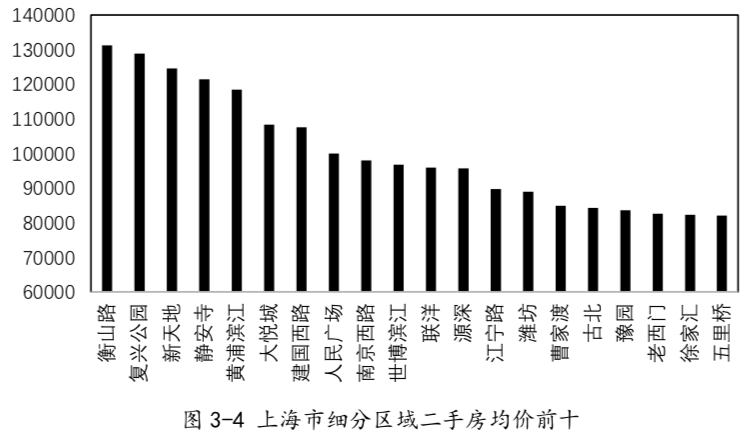 140000
130000
120000
110000
100000
90000
80000
70000
60000
衡山路
复兴公园
新天地
静安寺
黄浦滨江
大悦城
建国西路
人民广场
南京西路
世博滨江
联洋
源深
江宁路
潍坊
曹家渡
古北
豫园
老西门
徐家汇
五里桥
图 3-4 上海市细分区域二手房均价前十